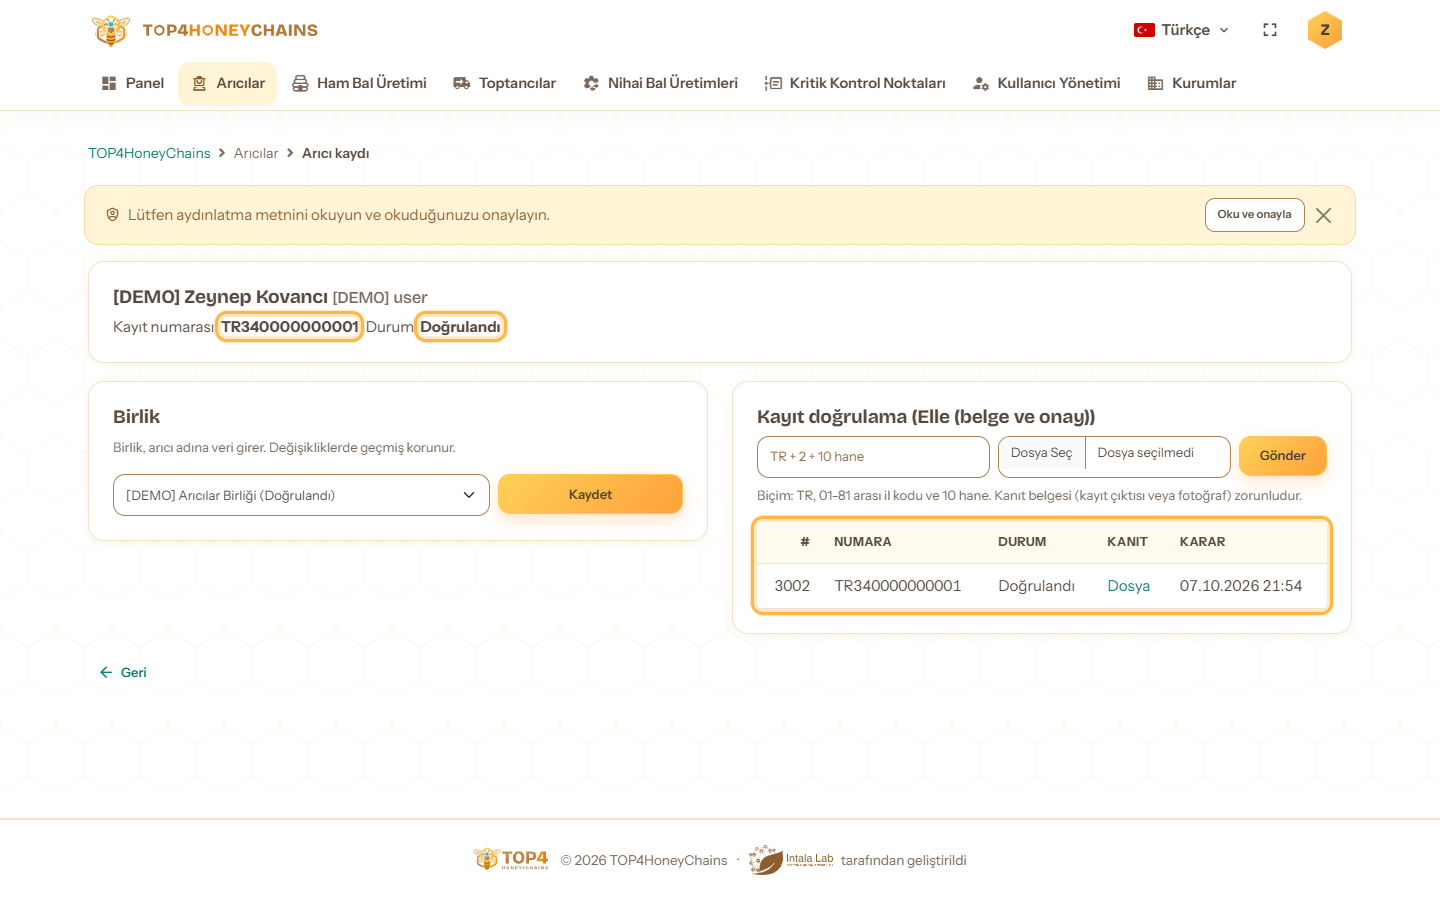 TOP4HONEYCHAINS
Türkçe
Z
Panel
Arıcılar
Ham Bal Üretimi
Toptancılar
Nihai Bal Üretimleri
Kritik Kontrol Noktaları
Kullanıcı Yönetimi
Kurumlar
TOP4HoneyChains > Arıcılar > Arıcı kaydı
Lütfen aydınlatma metnini okuyun ve okuduğunuzu onaylayın.
Oku ve onayla
[DEMO] Zeynep Kovancı [DEMO] user
Kayıt numarası TR340000000001 Durum Doğrulandı
Birlik
Birlik, arıcı adına veri girer. Değişikliklerde geçmiş korunur.
[DEMO] Arıcılar Birliği (Doğrulandı)
Kaydet
Kayıt doğrulama (Elle (belge ve onay))
TR + 2 + 10 hane
Dosya Seç
Dosya seçilmedi
Gönder
Biçim: TR, 01-81 arası il kodu ve 10 hane. Kanıt belgesi (kayıt çıktısı veya fotoğraf) zorunludur.
# NUMARA DURUM KANIT KARAR
3002 TR340000000001 Doğrulandı Dosya 07.10.2026 21:54
Geri
TOP4 HONEYCHAINS © 2026 TOP4HoneyChains · Intala Lab tarafından geliştirildi